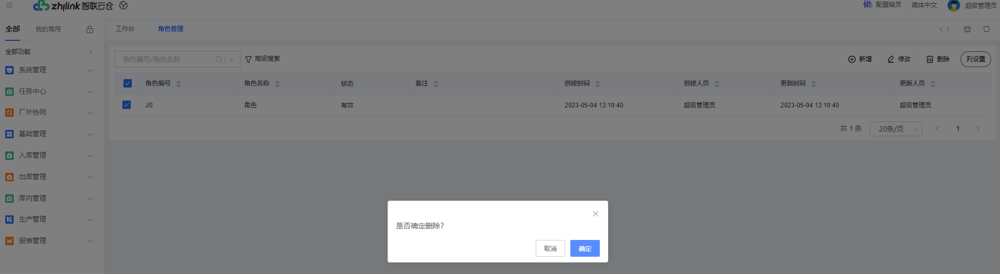 zhilink 智联云仓
配置精灵 简体中文 超级管理员
全部 我的常用
工作台 角色管理
全部功能
系统管理
任务中心
厂外协同
基础管理
入库管理
出库管理
库内管理
生产管理
报表管理
角色编号/角色名称 高级搜索
新增 修改 删除 列设置
角色编号 角色名称 状态 备注 创建时间 创建人员 更新时间 更新人员
JS 角色 有效 2023-05-04 13:19:40 超级管理员 2023-05-04 13:19:40 超级管理员
共 1 条 20条/页 1
是否确定删除?
取消 确定